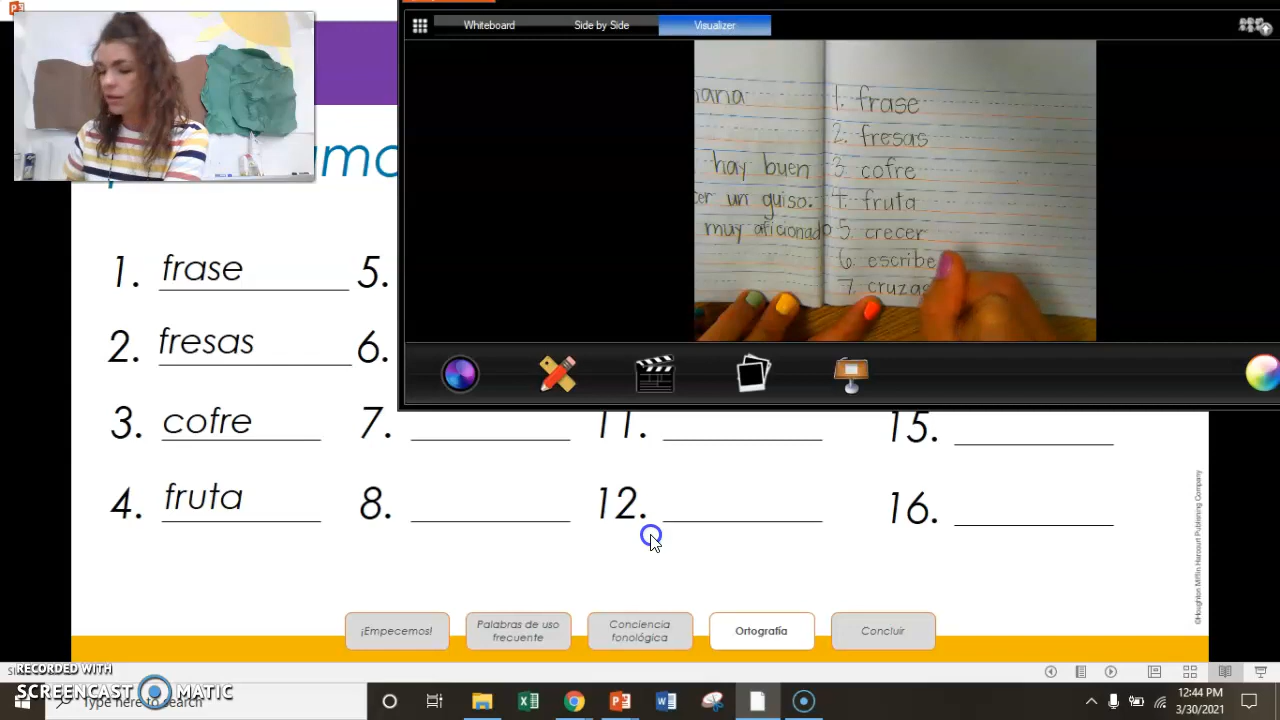 Whiteboard
Side by Side
Visualizer
hay buen
un guiso.
muy aficionado
1. frase
2. fresas
3. cofre
4. fruta
5. crecer
6. escribe
7. cruzas
1. frase
2. fresas
3. cofre
4. fruta
5.
6.
7.
8.
11.
12.
15.
16.
©Houghton Mifflin Harcourt Publishing Company
¡Empecemos!
Palabras de uso
frecuente
Conciencia
fonológica
Ortografía
Concluir
RECORDED WITH
SCREENCAST MATIC
Type here to search
12:44 PM
3/30/2021